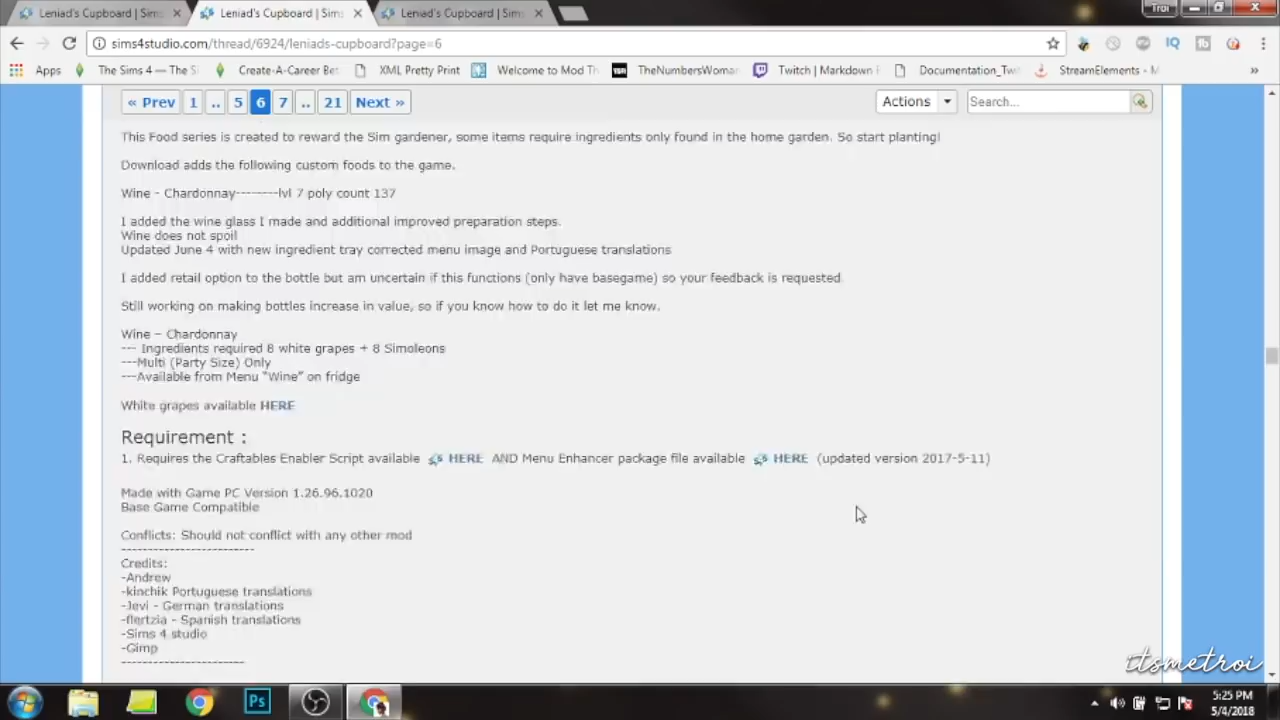 Leniad's Cupboard | Sims
Leniad's Cupboard | Sims
Leniad's Cupboard | Sims
Troi
sims4studio.com/thread/6924/leniads-cupboard?page=6
Apps The Sims 4 — The Si Create-A-Career Bet XML Pretty Print Welcome to Mod Th TheNumbersWoma Twitch | Markdown Documentation_Twi StreamElements - M »
« Prev 1 .. 5 6 7 .. 21 Next » Actions Search...
This Food series is created to reward the Sim gardener, some items require ingredients only found in the home garden. So start planting!
Download adds the following custom foods to the game.
Wine - Chardonnay--------lvl 7 poly count 137
I added the wine glass I made and additional improved preparation steps.
Wine does not spoil
Updated June 4 with new ingredient tray corrected menu image and Portuguese translations
I added retail option to the bottle but am uncertain if this functions (only have basegame) so your feedback is requested.
Still working on making bottles increase in value, so if you know how to do it let me know.
Wine – Chardonnay
--- Ingredients required 8 white grapes + 8 Simoleons
---Multi (Party Size) Only
---Available from Menu “Wine” on fridge
White grapes available HERE
Requirement :
1. Requires the Craftables Enabler Script available HERE AND Menu Enhancer package file available HERE (updated version 2017-5-11)
Made with Game PC Version 1.26.96.1020
Base Game Compatible
Conflicts: Should not conflict with any other mod
-------------------------
Credits:
-Andrew
-kinchik Portuguese translations
-Jevi - German translations
-flertzia - Spanish translations
-Sims 4 studio
-Gimp
-----------------------
itsmetroi
Ps
5:25 PM
5/4/2018